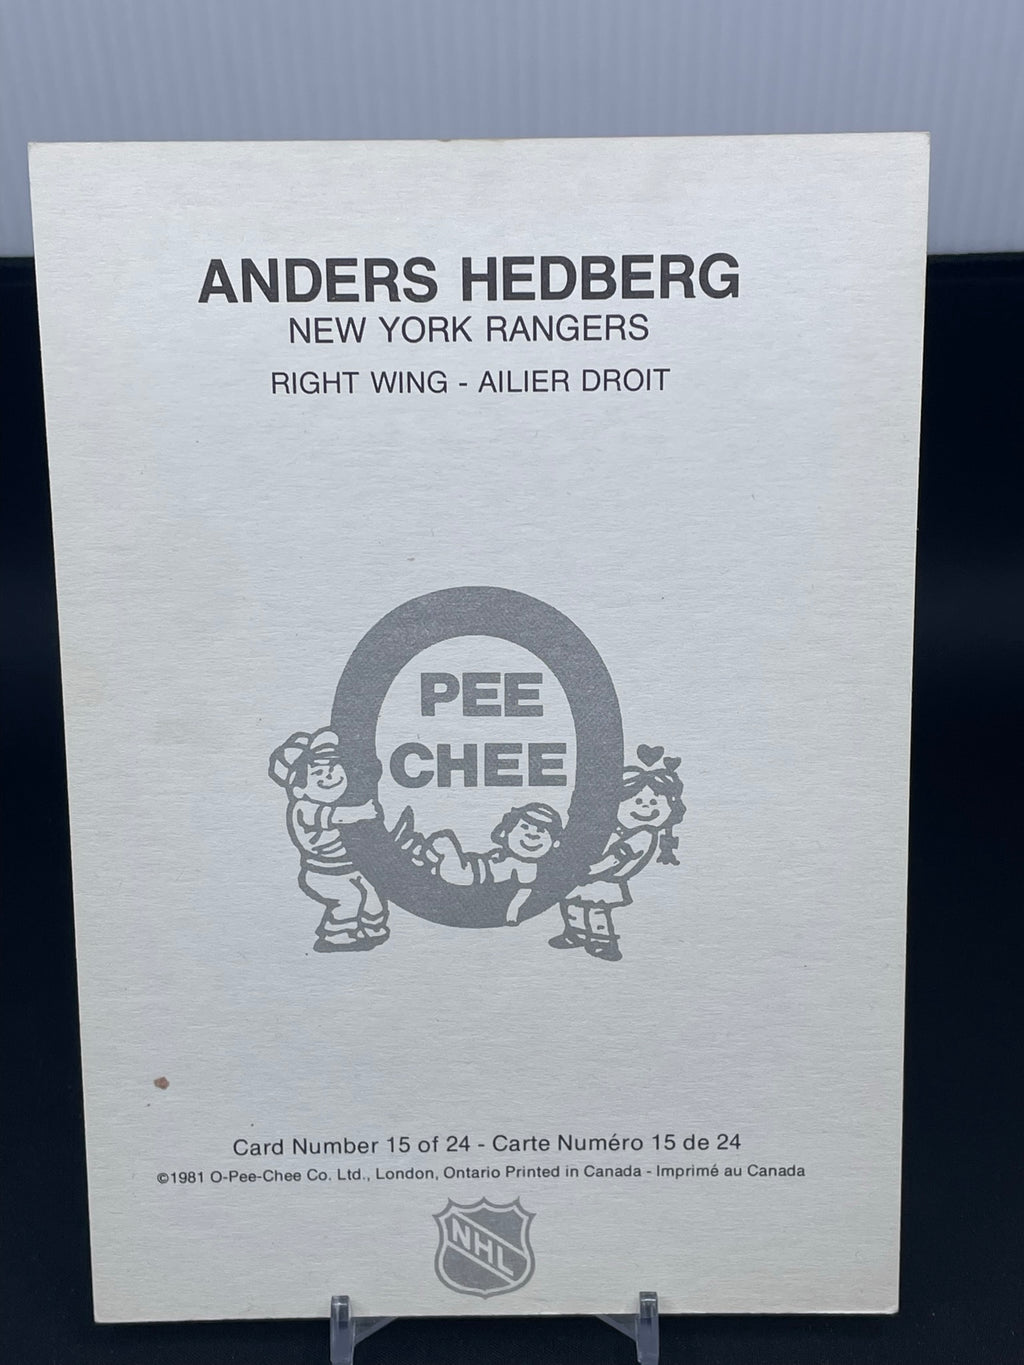 ANDERS HEDBERG
NEW YORK RANGERS
RIGHT WING - AILIER DROIT
PEE
CHEE
Card Number 15 of 24 - Carte Numéro 15 de 24
©1981 O-Pee-Chee Co. Ltd., London, Ontario Printed in Canada - Imprimé au Canada
NHL